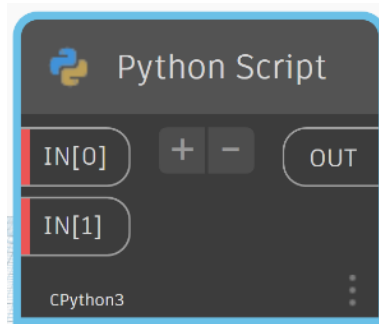 Python Script
IN[0] + - OUT
IN[1]
CPython3